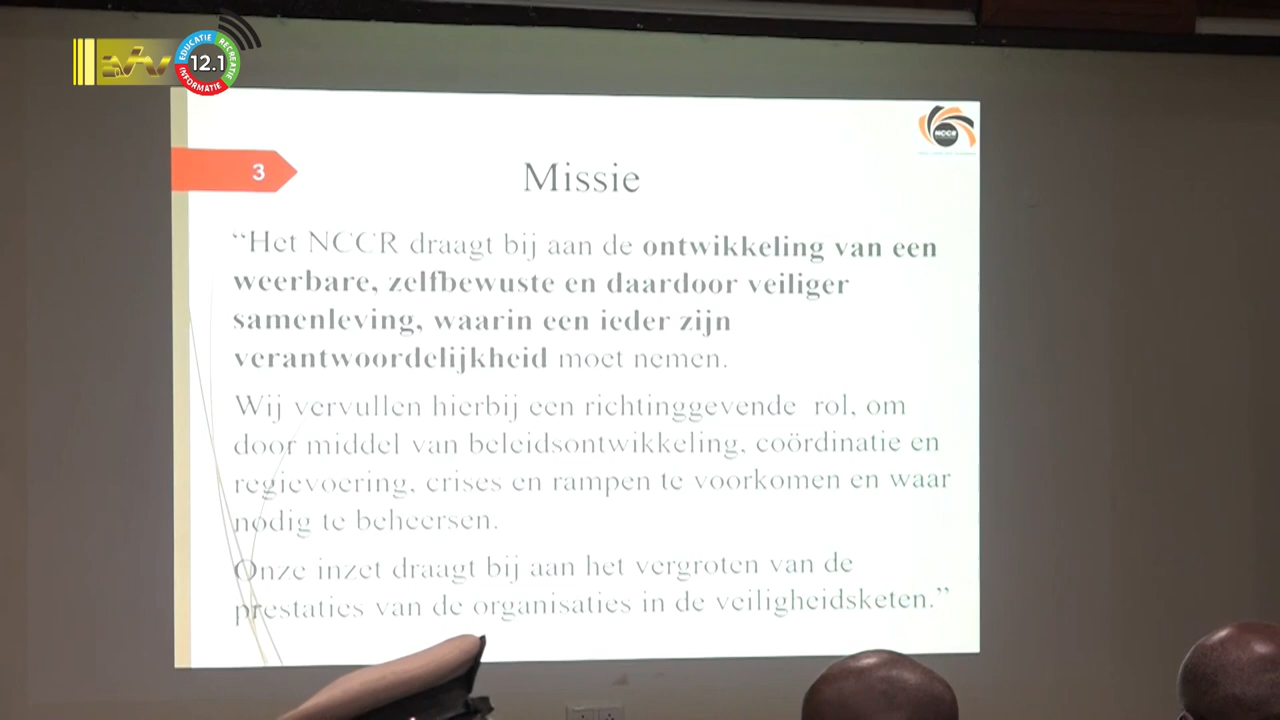 EDUCATIE
RECREATIE
INFORMATIE
12.1
NCCR
3
Missie
“Het NCCR draagt bij aan de ontwikkeling van een
weerbare, zelfbewuste en daardoor veiliger
samenleving, waarin een ieder zijn
verantwoordelijkheid moet nemen.
Wij vervullen hierbij een richtinggevende rol, om
door middel van beleidsontwikkeling, coördinatie en
regievoering, crises en rampen te voorkomen en waar
nodig te beheersen.
Onze inzet draagt bij aan het vergroten van de
prestaties van de organisaties in de veiligheidsketen.”